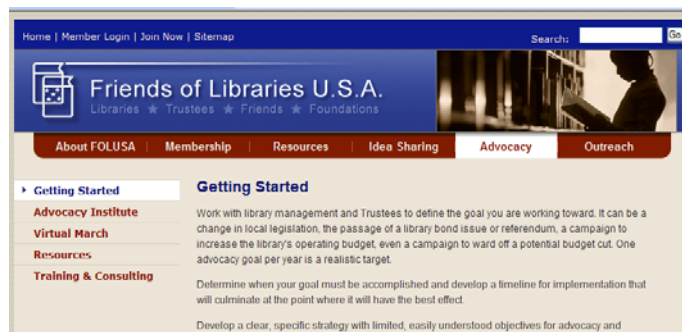 Home | Member Login | Join Now | Sitemap
Search:
Go
Friends of Libraries U.S.A.
Libraries ★ Trustees ★ Friends ★ Foundations
About FOLUSA | Membership | Resources | Idea Sharing Advocacy Outreach
Getting Started
Advocacy Institute
Virtual March
Resources
Training & Consulting
Getting Started
Work with library management and Trustees to define the goal you are working toward. It can be a
change in local legislation, the passage of a library bond issue or referendum, a campaign to
increase the library's operating budget, even a campaign to ward off a potential budget cut. One
advocacy goal per year is a realistic target.
Determine when your goal must be accomplished and develop a timeline for implementation that
will culminate at the point where it will have the best effect.
Develop a clear, specific strategy with limited, easily understood objectives for advocacy and